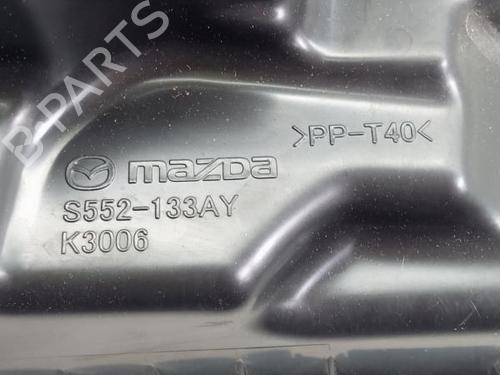 B-PARTS
mazda
>PP-T40<
S552-133AY
K3006